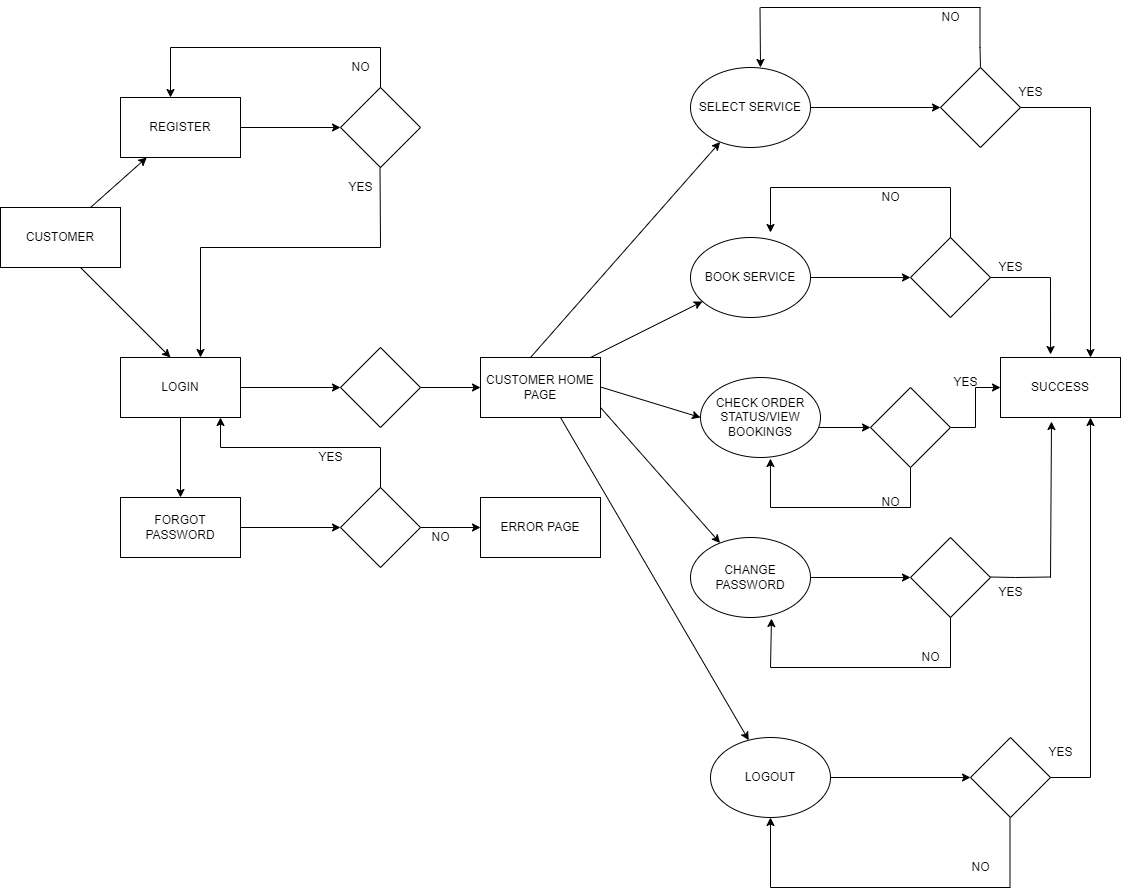 NO
NO
YES
SELECT SERVICE
REGISTER
YES
NO
CUSTOMER
BOOK SERVICE
YES
LOGIN
CUSTOMER HOME
PAGE
YES
SUCCESS
CHECK ORDER
STATUS/VIEW
BOOKINGS
YES
NO
FORGOT
PASSWORD
NO
ERROR PAGE
CHANGE
PASSWORD
YES
NO
LOGOUT
YES
NO